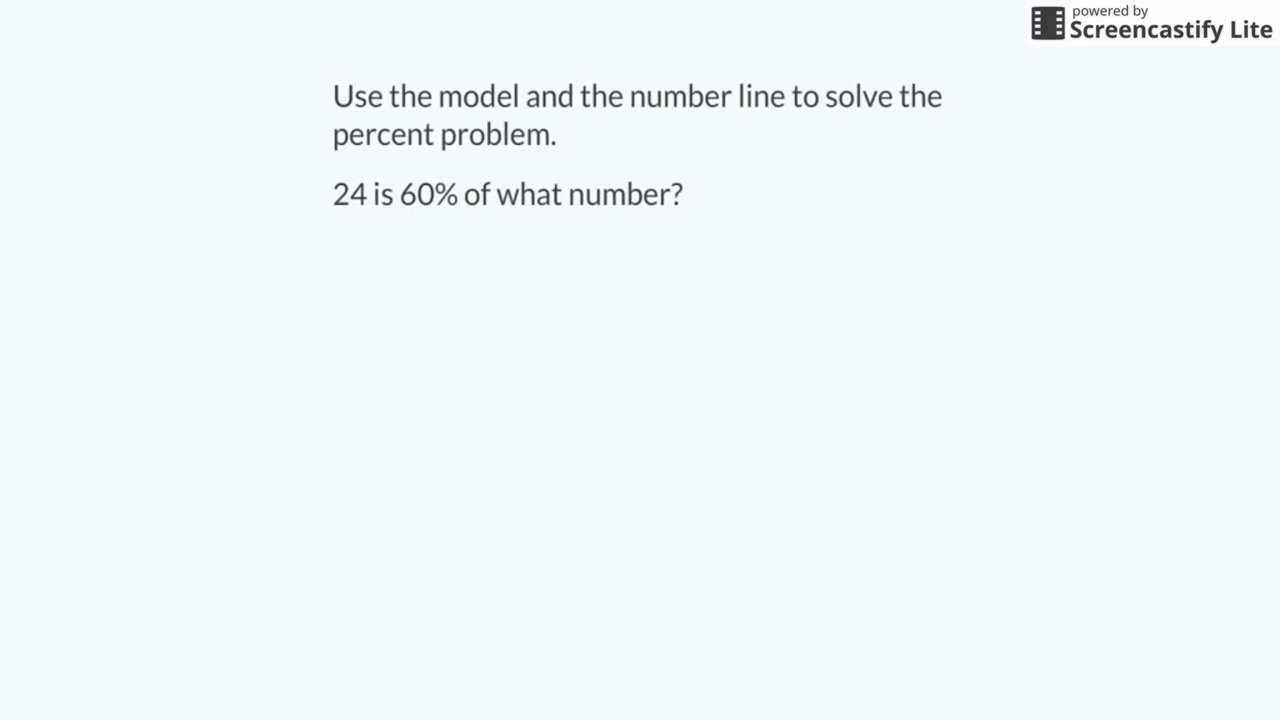 powered by
Screencastify Lite
Use the model and the number line to solve the
percent problem.
24 is 60% of what number?